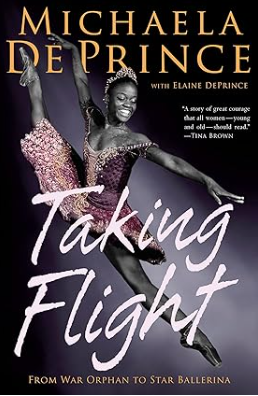 MICHAELA
DEPRINCE
WITH ELAINE DEPRINCE
"A story of great courage
that all women—young
and old—should read."
—TINA BROWN
Taking
Flight
FROM WAR ORPHAN TO STAR BALLERINA